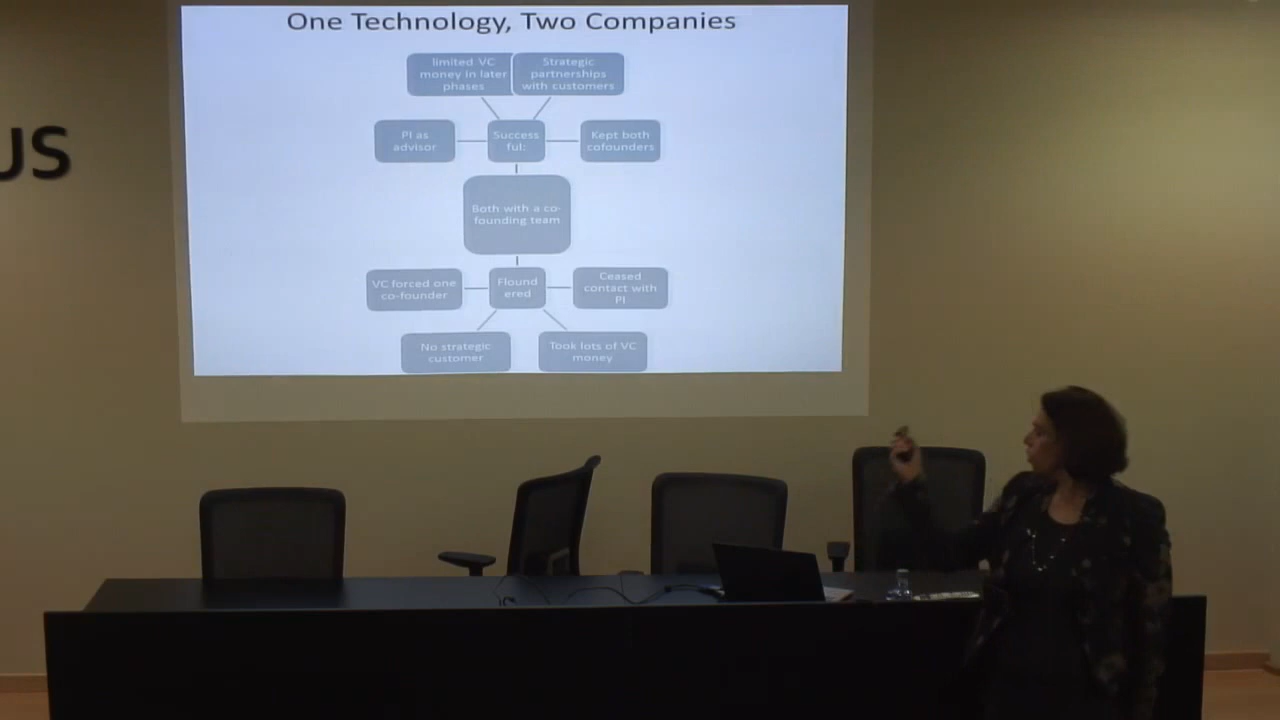 One Technology, Two Companies
limited VC
money in later
phases
Strategic
partnerships
with customers
PI as
advisor
Success
ful:
Kept both
cofounders
Both with a co-
founding team
VC forced one
co-founder
Flound
ered
Ceased
contact with
PI
No strategic
customer
Took lots of VC
money
US